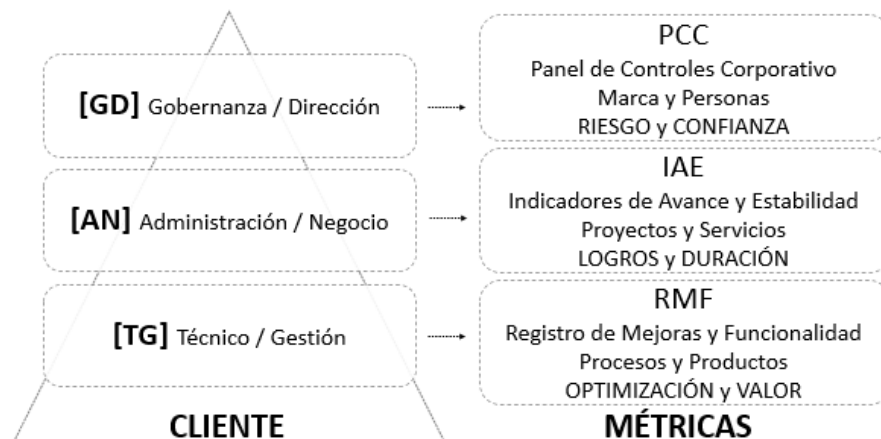 [GD] Gobernanza / Dirección
PCC
Panel de Controles Corporativo
Marca y Personas
RIESGO y CONFIANZA
[AN] Administración / Negocio
IAE
Indicadores de Avance y Estabilidad
Proyectos y Servicios
LOGROS y DURACIÓN
[TG] Técnico / Gestión
RMF
Registro de Mejoras y Funcionalidad
Procesos y Productos
OPTIMIZACIÓN y VALOR
CLIENTE
MÉTRICAS